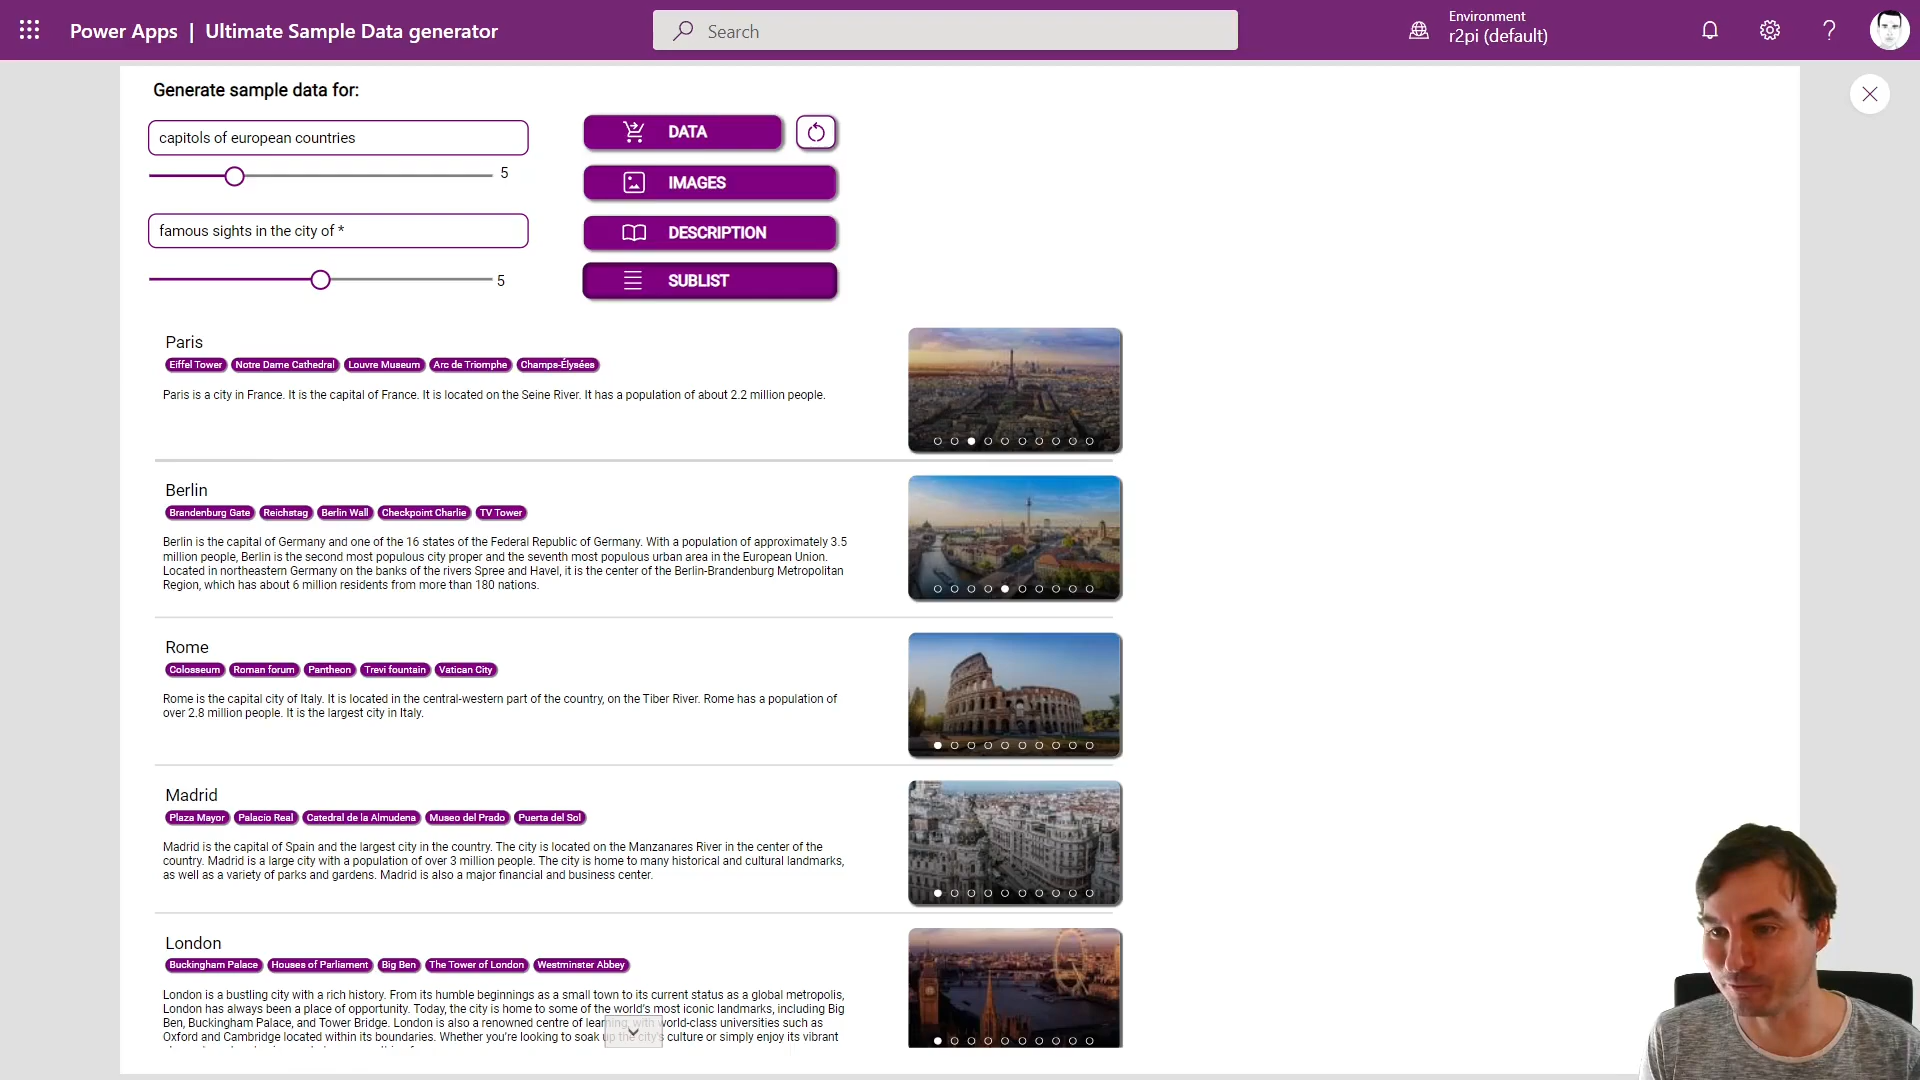 Power Apps | Ultimate Sample Data generator
Search
Environment
r2pi (default)
Generate sample data for:
capitols of european countries
5
famous sights in the city of *
5
DATA
IMAGES
DESCRIPTION
SUBLIST
Paris
Eiffel Tower Notre Dame Cathedral Louvre Museum Arc de Triomphe Champs-Élysées
Paris is a city in France. It is the capital of France. It is located on the Seine River. It has a population of about 2.2 million people.
Berlin
Brandenburg Gate Reichstag Berlin Wall Checkpoint Charlie TV Tower
Berlin is the capital of Germany and one of the 16 states of the Federal Republic of Germany. With a population of approximately 3.5
million people, Berlin is the second most populous city proper and the seventh most populous urban area in the European Union.
Located in northeastern Germany on the banks of the rivers Spree and Havel, it is the center of the Berlin-Brandenburg Metropolitan
Region, which has about 6 million residents from more than 180 nations.
Rome
Colosseum Roman forum Pantheon Trevi fountain Vatican City
Rome is the capital city of Italy. It is located in the central-western part of the country, on the Tiber River. Rome has a population of
over 2.8 million people. It is the largest city in Italy.
Madrid
Plaza Mayor Palacio Real Catedral de la Almudena Museo del Prado Puerta del Sol
Madrid is the capital of Spain and the largest city in the country. The city is located on the Manzanares River in the center of the
country. Madrid is a large city with a population of over 3 million people. The city is home to many historical and cultural landmarks,
as well as a variety of parks and gardens. Madrid is also a major financial and business center.
London
Buckingham Palace Houses of Parliament Big Ben The Tower of London Westminster Abbey
London is a bustling city with a rich history. From its humble beginnings as a small town to its current status as a global metropolis,
London has always been a place of opportunity. Today, the city is home to some of the world's most iconic landmarks, including Big
Ben, Buckingham Palace, and Tower Bridge. London is also a renowned centre of learning, with world-class universities such as
Oxford and Cambridge located within its boundaries. Whether you're looking to soak up the city's culture or simply enjoy its vibrant